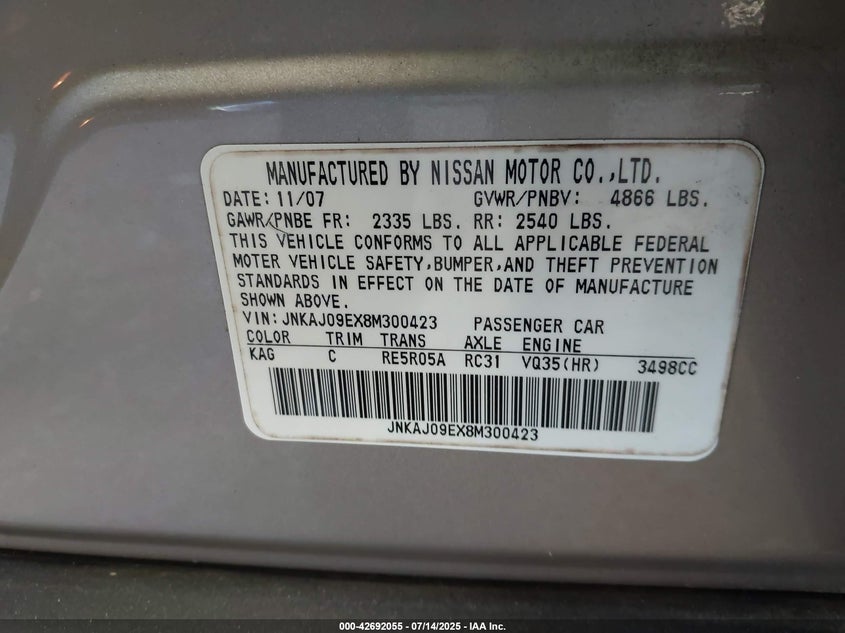 MANUFACTURED BY NISSAN MOTOR CO.,LTD.
DATE: 11/07 GVWR/PNBV: 4866 LBS.
GAWR/PNBE FR: 2335 LBS. RR: 2540 LBS.
THIS VEHICLE CONFORMS TO ALL APPLICABLE FEDERAL
MOTER VEHICLE SAFETY,BUMPER,AND THEFT PREVENTION
STANDARDS IN EFFECT ON THE DATE OF MANUFACTURE
SHOWN ABOVE.
VIN: JNKAJ09EX8M300423 PASSENGER CAR
COLOR TRIM TRANS AXLE ENGINE
KAG C RE5R05A RC31 VQ35(HR) 3498CC
JNKAJ09EX8M300423
000-42692055 - 07/14/2025 - IAA Inc.